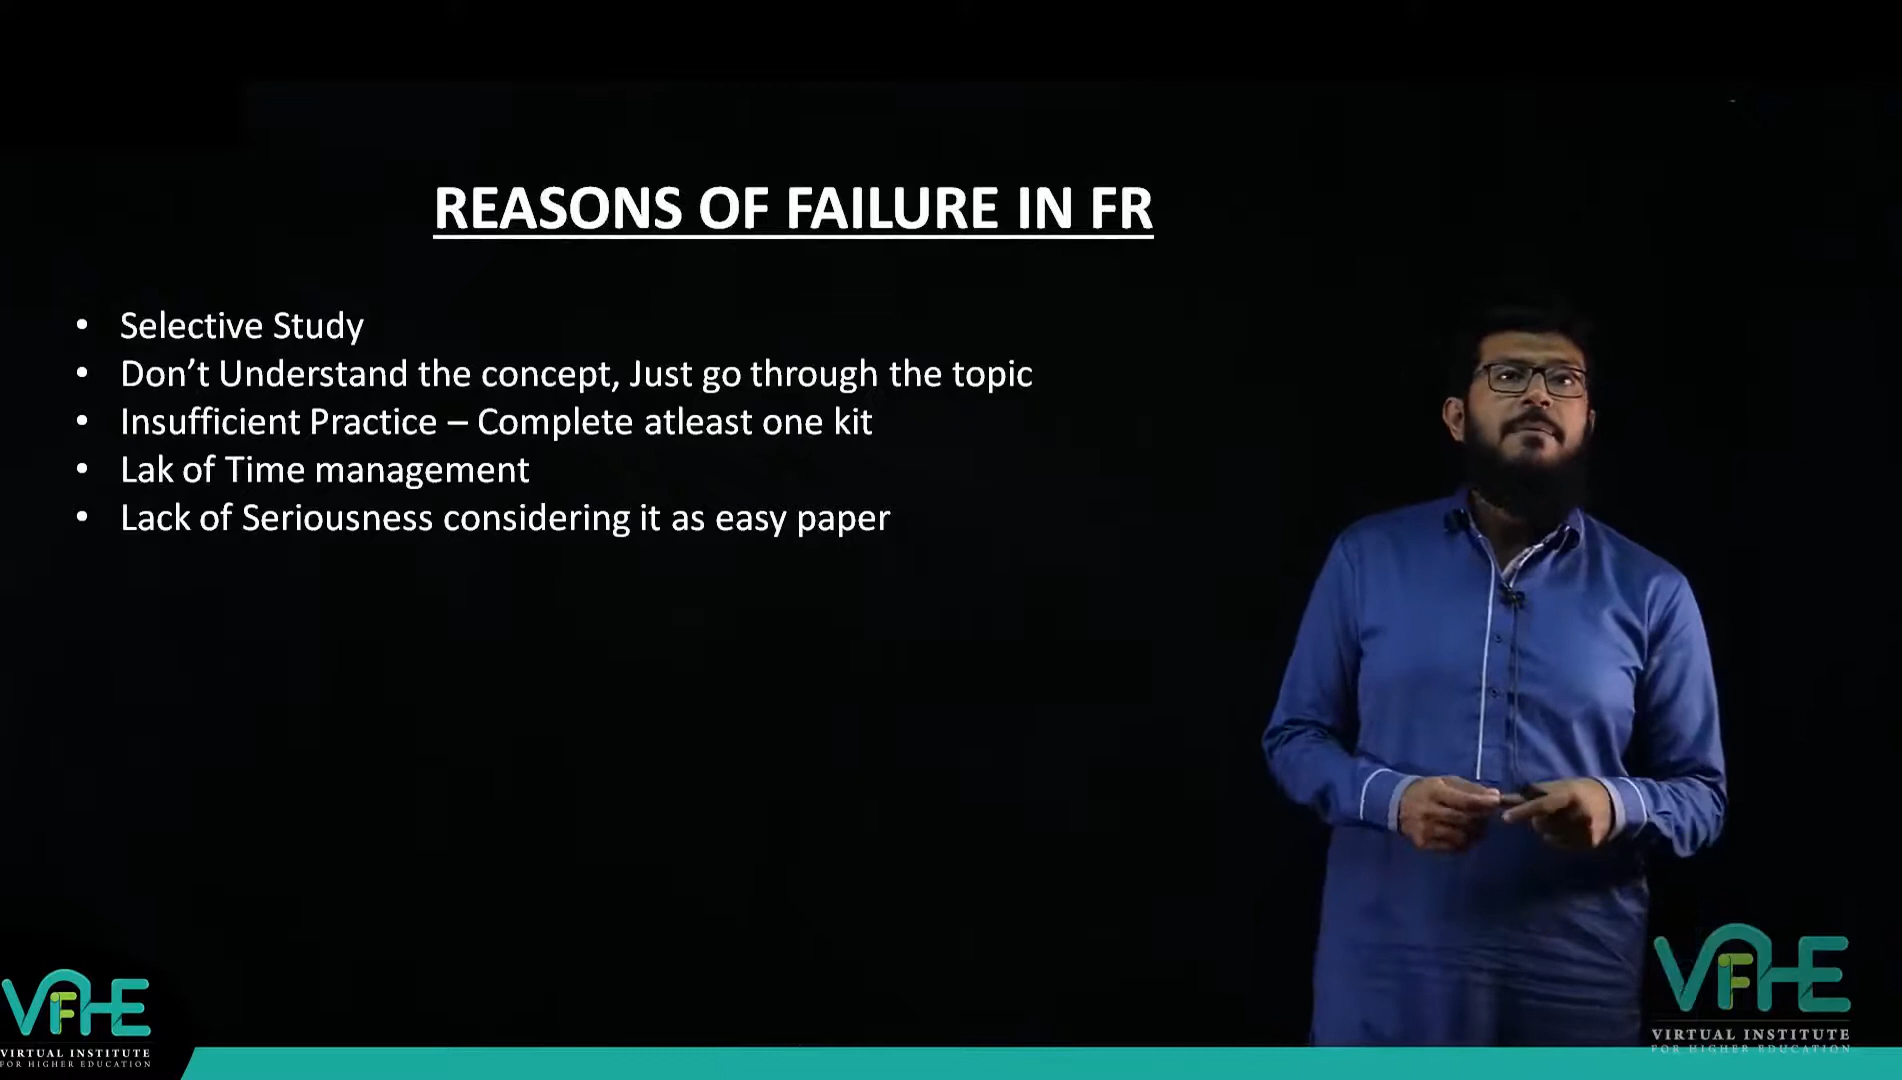 REASONS OF FAILURE IN FR
• Selective Study
• Don’t Understand the concept, Just go through the topic
• Insufficient Practice – Complete atleast one kit
• Lak of Time management
• Lack of Seriousness considering it as easy paper
VIFHE
VIRTUAL INSTITUTE
FOR HIGHER EDUCATION
VIFHE
VIRTUAL INSTITUTE
FOR HIGHER EDUCATION